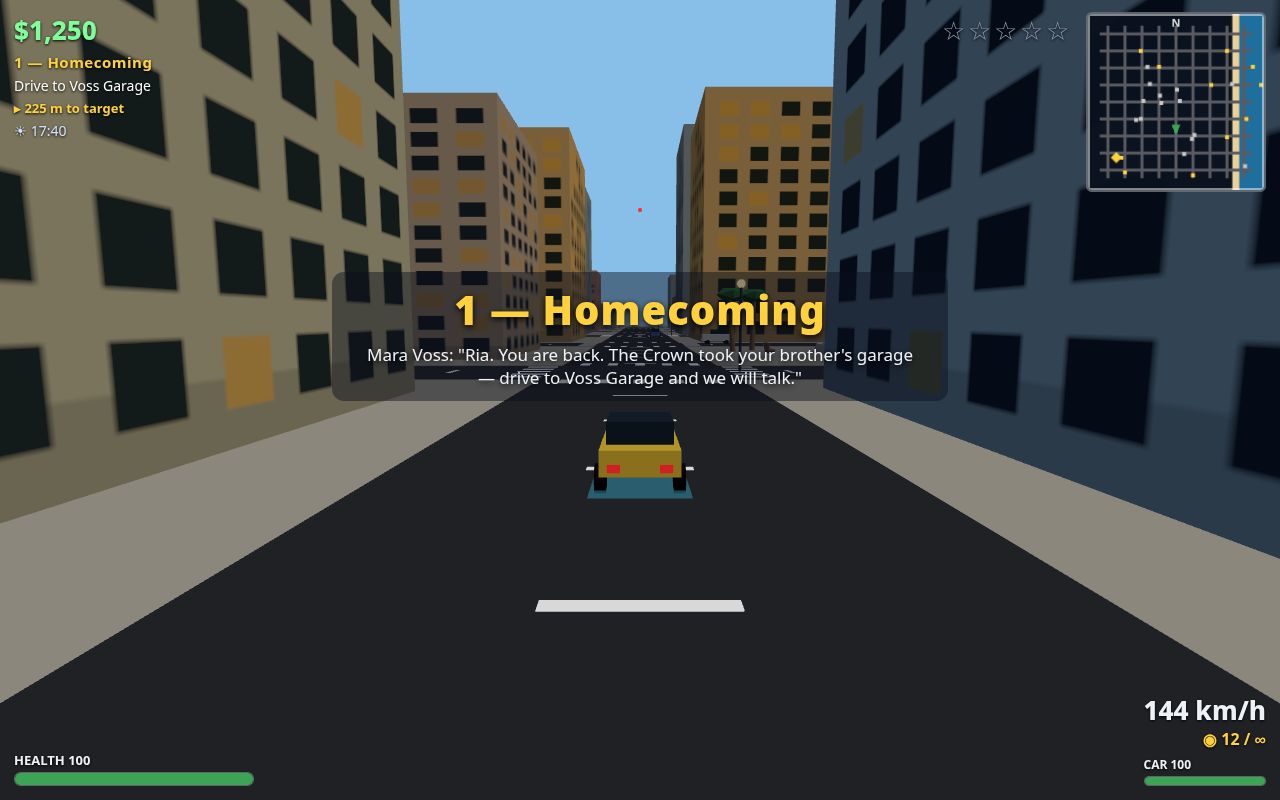 $1,250
1 — Homecoming
Drive to Voss Garage
▸ 225 m to target
☀ 17:40
☆☆☆☆☆
N
1 — Homecoming
Mara Voss: "Ria. You are back. The Crown took your brother's garage
— drive to Voss Garage and we will talk."
144 km/h
◉ 12 / ∞
HEALTH 100
CAR 100